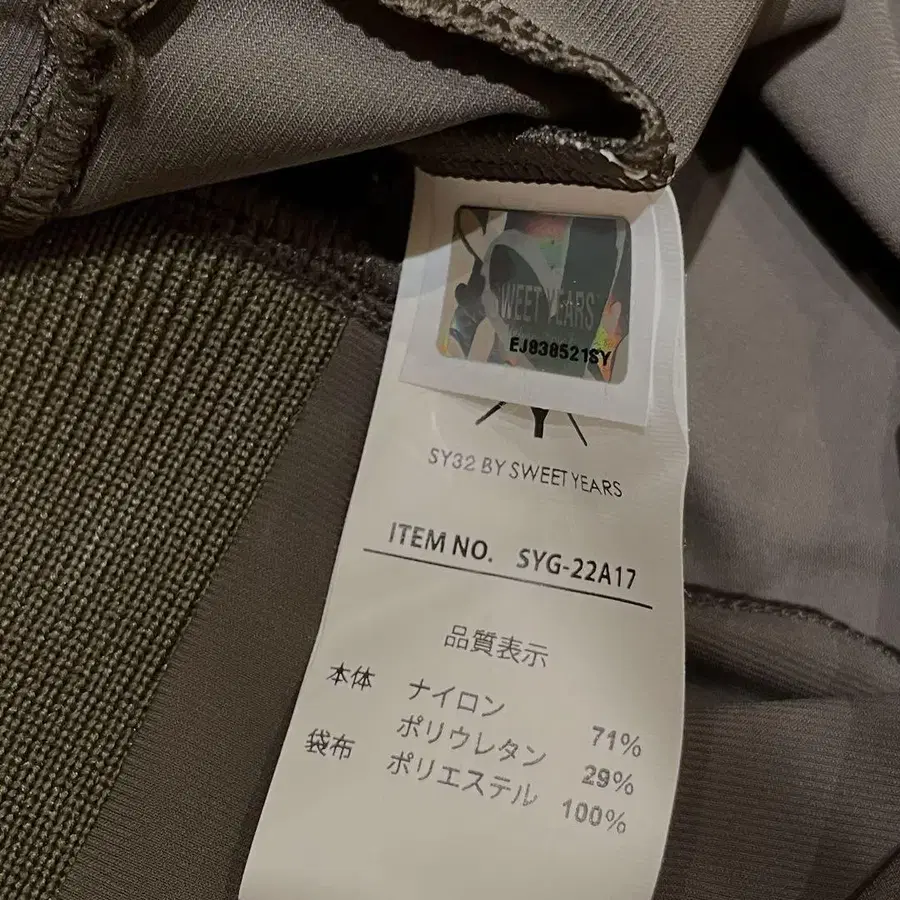 SWEET YEARS
EJ838521SY
SY32 BY SWEET YEARS
ITEM NO. SYG-22A17
品質表示
本体 ナイロン 71%
ポリウレタン 29%
袋布 ポリエステル 100%